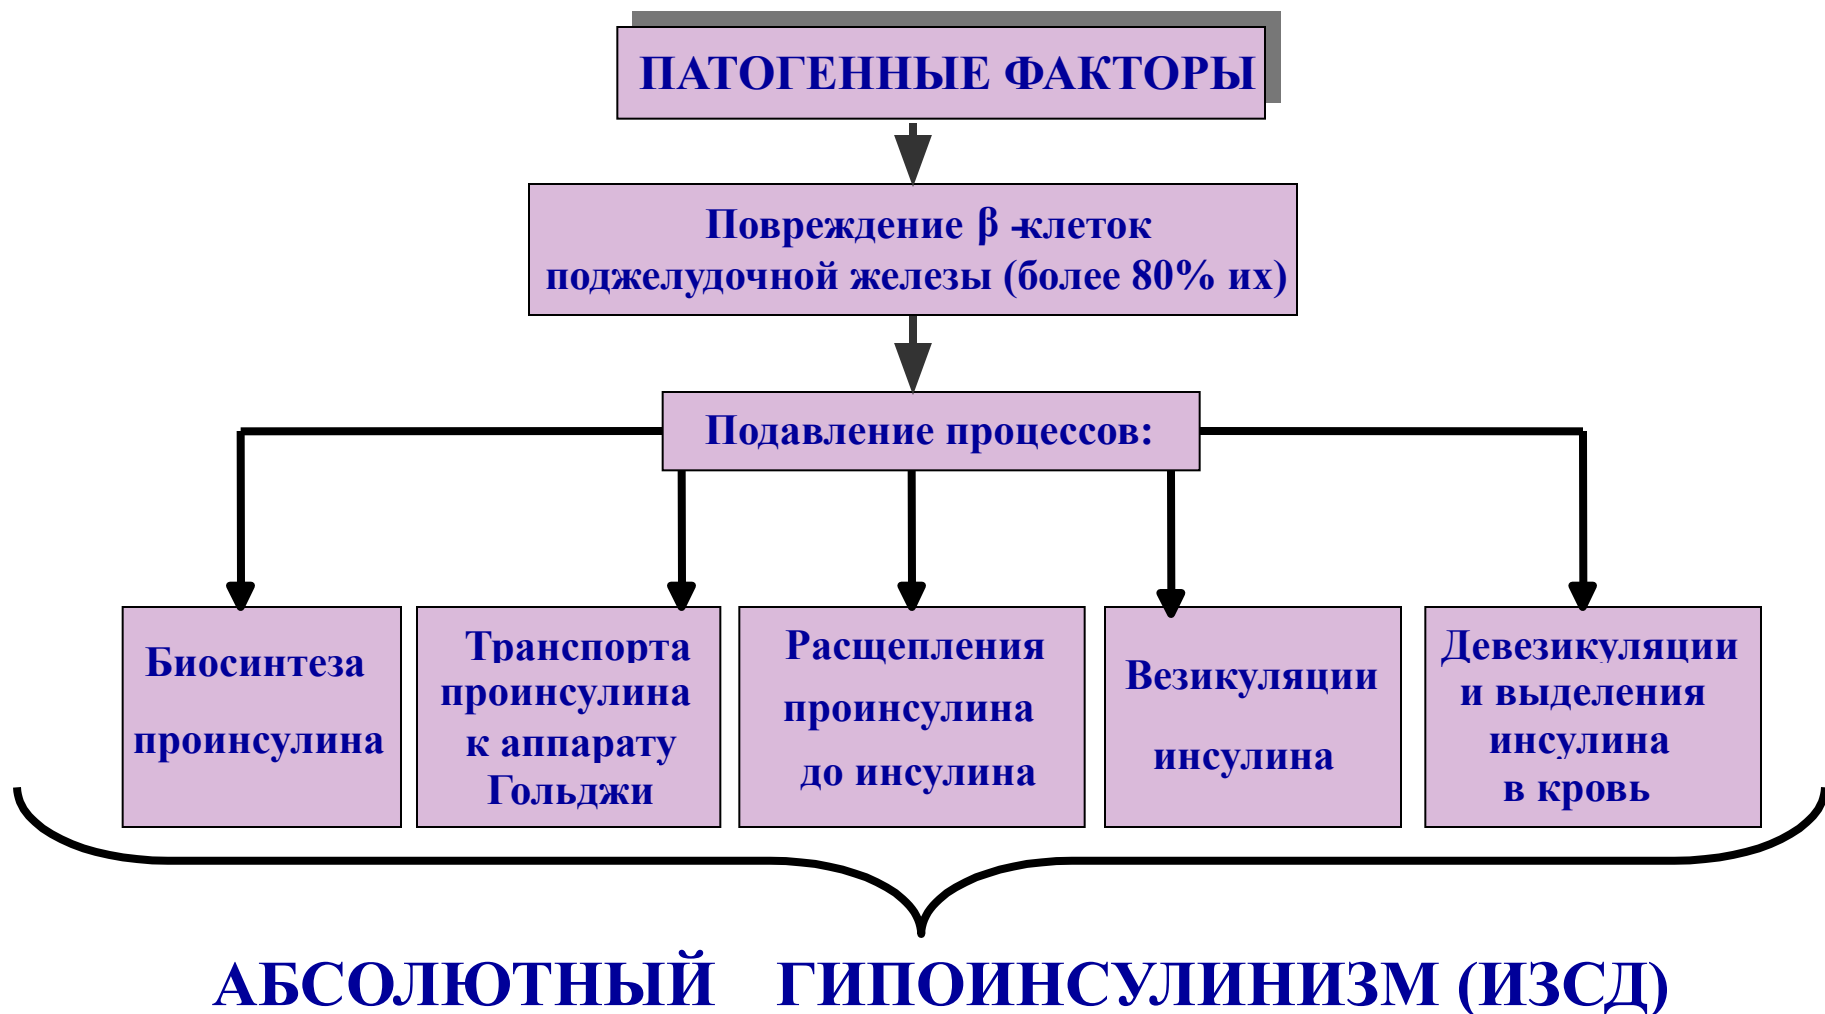 ПАТОГЕННЫЕ ФАКТОРЫ
Повреждение β -клеток
поджелудочной железы (более 80% их)
Подавление процессов:
Биосинтеза
проинсулина
Транспорта
проинсулина
к аппарату
Гольджи
Расщепления
проинсулина
до инсулина
Везикуляции
инсулина
Девезикуляции
и выделения
инсулина
в кровь
АБСОЛЮТНЫЙ ГИПОИНСУЛИНИЗМ (ИЗСД)